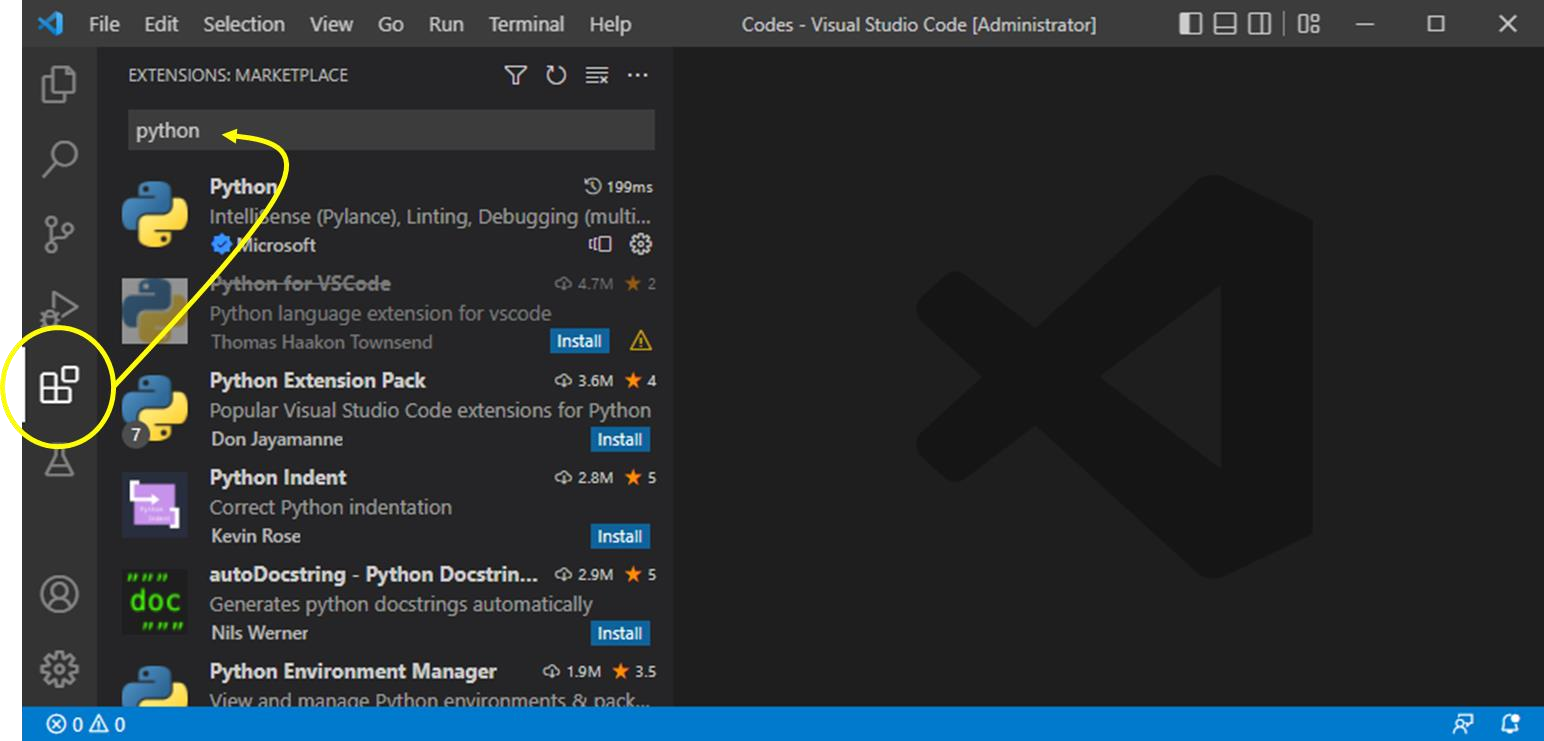 File Edit Selection View Go Run Terminal Help Codes - Visual Studio Code [Administrator]
EXTENSIONS: MARKETPLACE
python
Python 199ms
IntelliSense (Pylance), Linting, Debugging (multi...
Microsoft
Python for VSCode 4.7M 2
Python language extension for vscode
Thomas Haakon Townsend Install
Python Extension Pack 3.6M 4
Popular Visual Studio Code extensions for Python
7 Don Jayamanne Install
Python Indent 2.8M 5
Correct Python indentation
Kevin Rose Install
autoDocstring - Python Docstrin... 2.9M 5
""" doc """
Generates python docstrings automatically
Nils Werner Install
Python Environment Manager 1.9M 3.5
View and manage Python environments & pack...
0 0